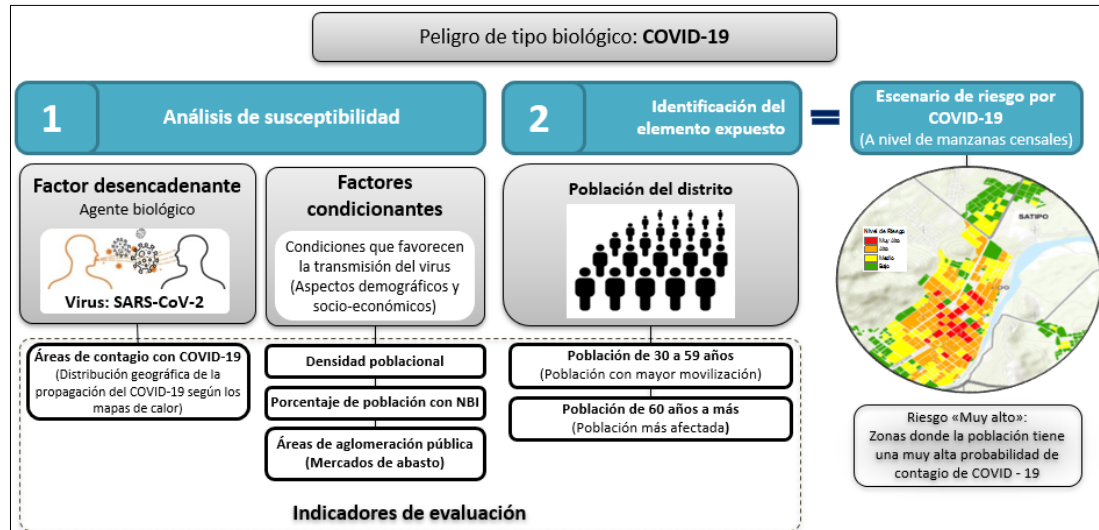 Peligro de tipo biológico: COVID-19
1
Análisis de susceptibilidad
2
Identificación del
elemento expuesto
=
Escenario de riesgo por
COVID-19
(A nivel de manzanas censales)
Factor desencadenante
Agente biológico
Virus: SARS-CoV-2
Factores
condicionantes
Condiciones que favorecen
la transmisión del virus
(Aspectos demográficos y
socio-económicos)
Población del distrito
SATIPO
Nivel de Riesgo
Muy alto
Alto
Medio
Bajo
Áreas de contagio con COVID-19
(Distribución geográfica de la
propagación del COVID-19 según los
mapas de calor)
Densidad poblacional
Porcentaje de población con NBI
Áreas de aglomeración pública
(Mercados de abasto)
Población de 30 a 59 años
(Población con mayor movilización)
Población de 60 años a más
(Población más afectada)
Riesgo «Muy alto»:
Zonas donde la población tiene
una muy alta probabilidad de
contagio de COVID - 19
Indicadores de evaluación